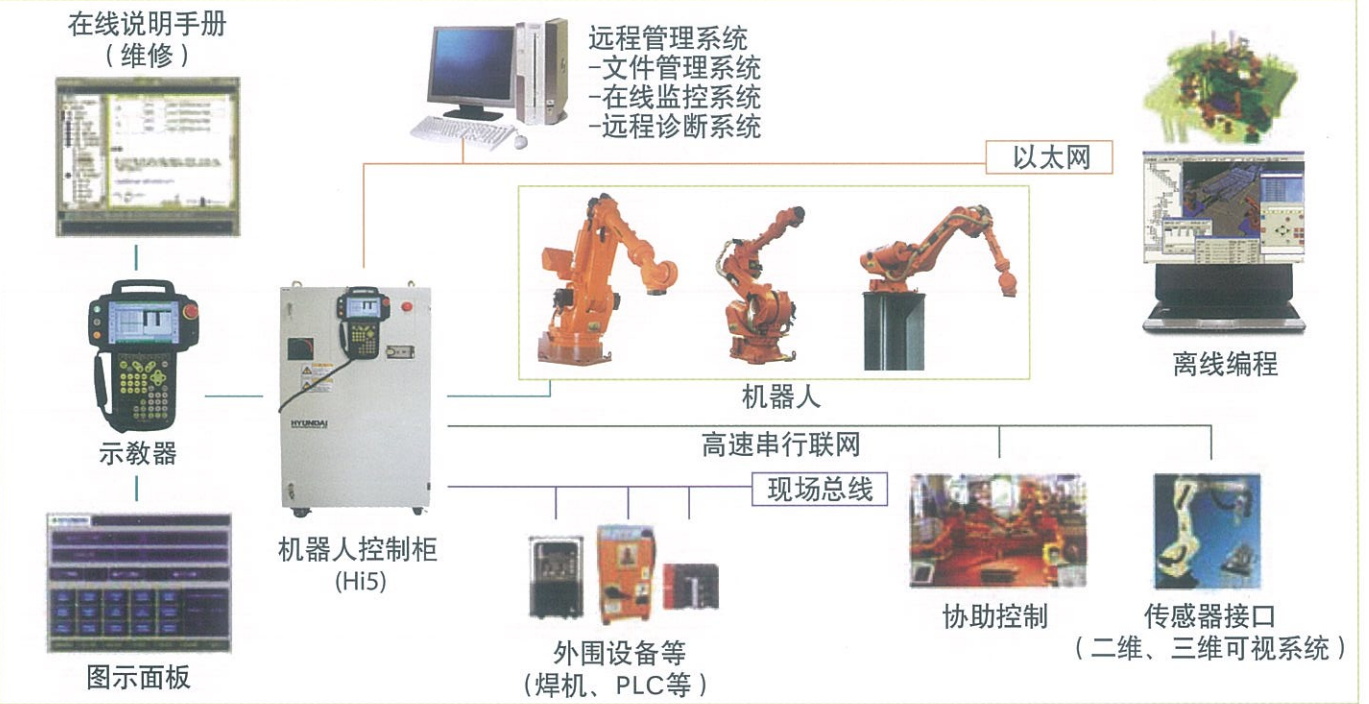 在线说明手册
（维修）
远程管理系统
-文件管理系统
-在线监控系统
-远程诊断系统
以太网
离线编程
机器人
示教器
HYUNDAI
高速串行联网
现场总线
机器人控制柜
(Hi5)
外围设备等
（焊机、PLC等）
协助控制
传感器接口
（二维、三维可视系统）
图示面板